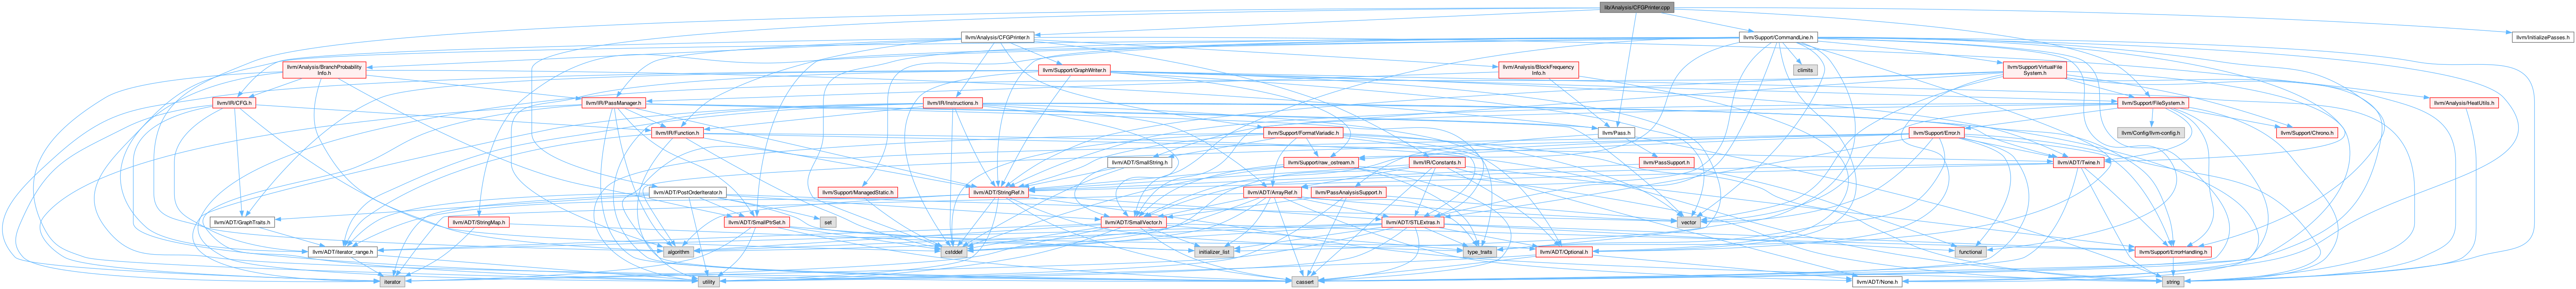 lib/Analysis/CFGPrinter.cpp
llvm/Analysis/CFGPrinter.h
llvm/Support/CommandLine.h
llvm/InitializePasses.h
llvm/Analysis/BranchProbability
Info.h
llvm/Support/GraphWriter.h
llvm/Analysis/BlockFrequency
Info.h
climits
llvm/Support/VirtualFile
System.h
llvm/IR/CFG.h
llvm/IR/PassManager.h
llvm/IR/Instructions.h
llvm/Support/FileSystem.h
llvm/Analysis/HeatUtils.h
llvm/IR/Function.h
llvm/Support/FormatVariadic.h
llvm/Pass.h
llvm/Support/Error.h
llvm/Config/llvm-config.h
llvm/Support/Chrono.h
llvm/ADT/SmallString.h
llvm/Support/raw_ostream.h
llvm/IR/Constants.h
llvm/PassSupport.h
llvm/ADT/Twine.h
llvm/ADT/PostOrderIterator.h
llvm/Support/ManagedStatic.h
llvm/ADT/StringRef.h
llvm/ADT/ArrayRef.h
llvm/PassAnalysisSupport.h
llvm/ADT/GraphTraits.h
llvm/ADT/StringMap.h
llvm/ADT/SmallPtrSet.h
set
llvm/ADT/SmallVector.h
llvm/ADT/STLExtras.h
vector
llvm/ADT/iterator_range.h
algorithm
cstddef
initializer_list
type_traits
llvm/ADT/Optional.h
functional
llvm/Support/ErrorHandling.h
iterator
utility
cassert
llvm/ADT/None.h
string